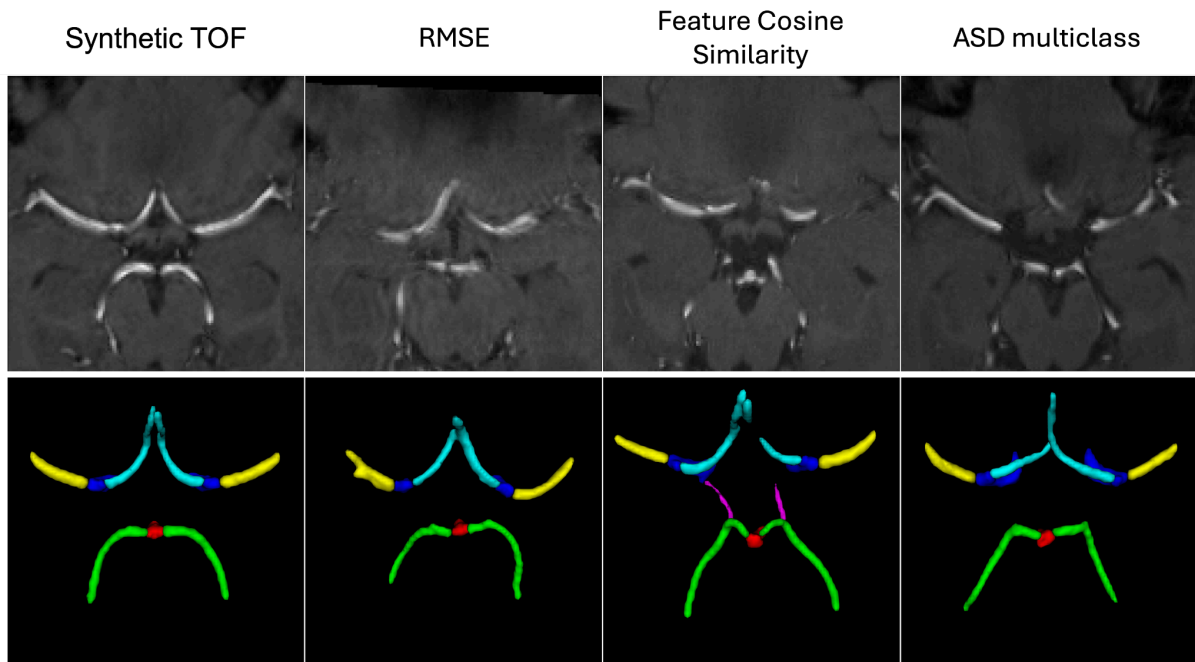 Synthetic TOF
RMSE
Feature Cosine
Similarity
ASD multiclass